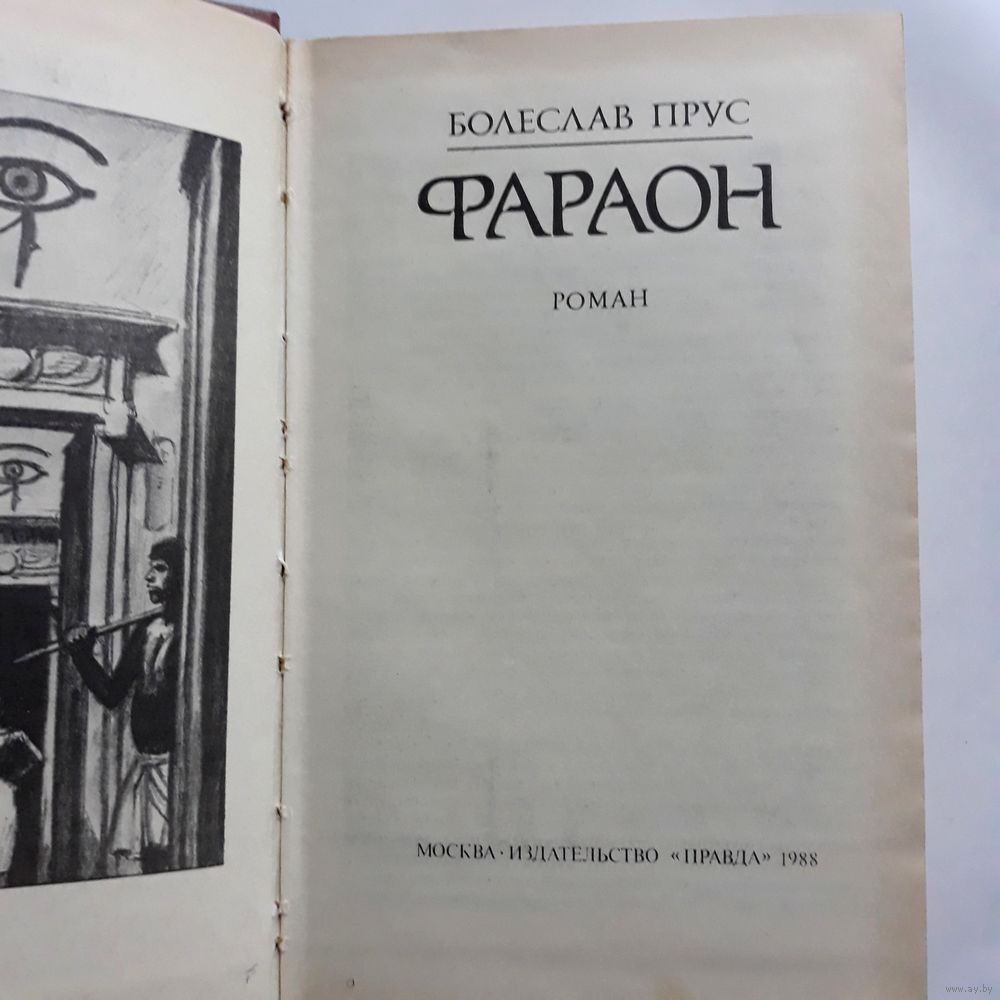 БОЛЕСЛАВ ПРУС
ФАРАОН
РОМАН
МОСКВА · ИЗДАТЕЛЬСТВО «ПРАВДА» 1988
www.ay.by